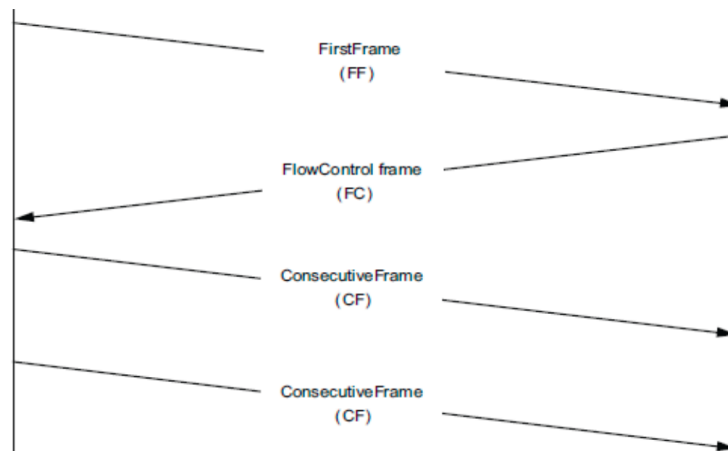 FirstFrame
(FF)
FlowControl frame
(FC)
ConsecutiveFrame
(CF)
ConsecutiveFrame
(CF)